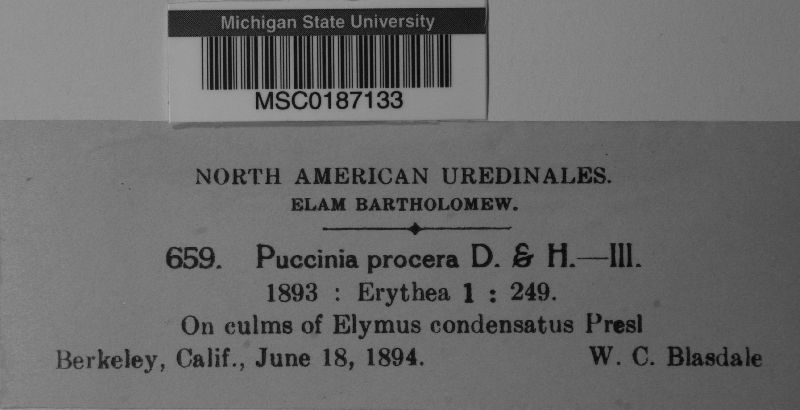 Michigan State University
MSC0187133
NORTH AMERICAN UREDINALES.
ELAM BARTHOLOMEW.
659. Puccinia procera D. & H.—III.
1893 : Erythea 1 : 249.
On culms of Elymus condensatus Presl
Berkeley, Calif., June 18, 1894. W. C. Blasdale